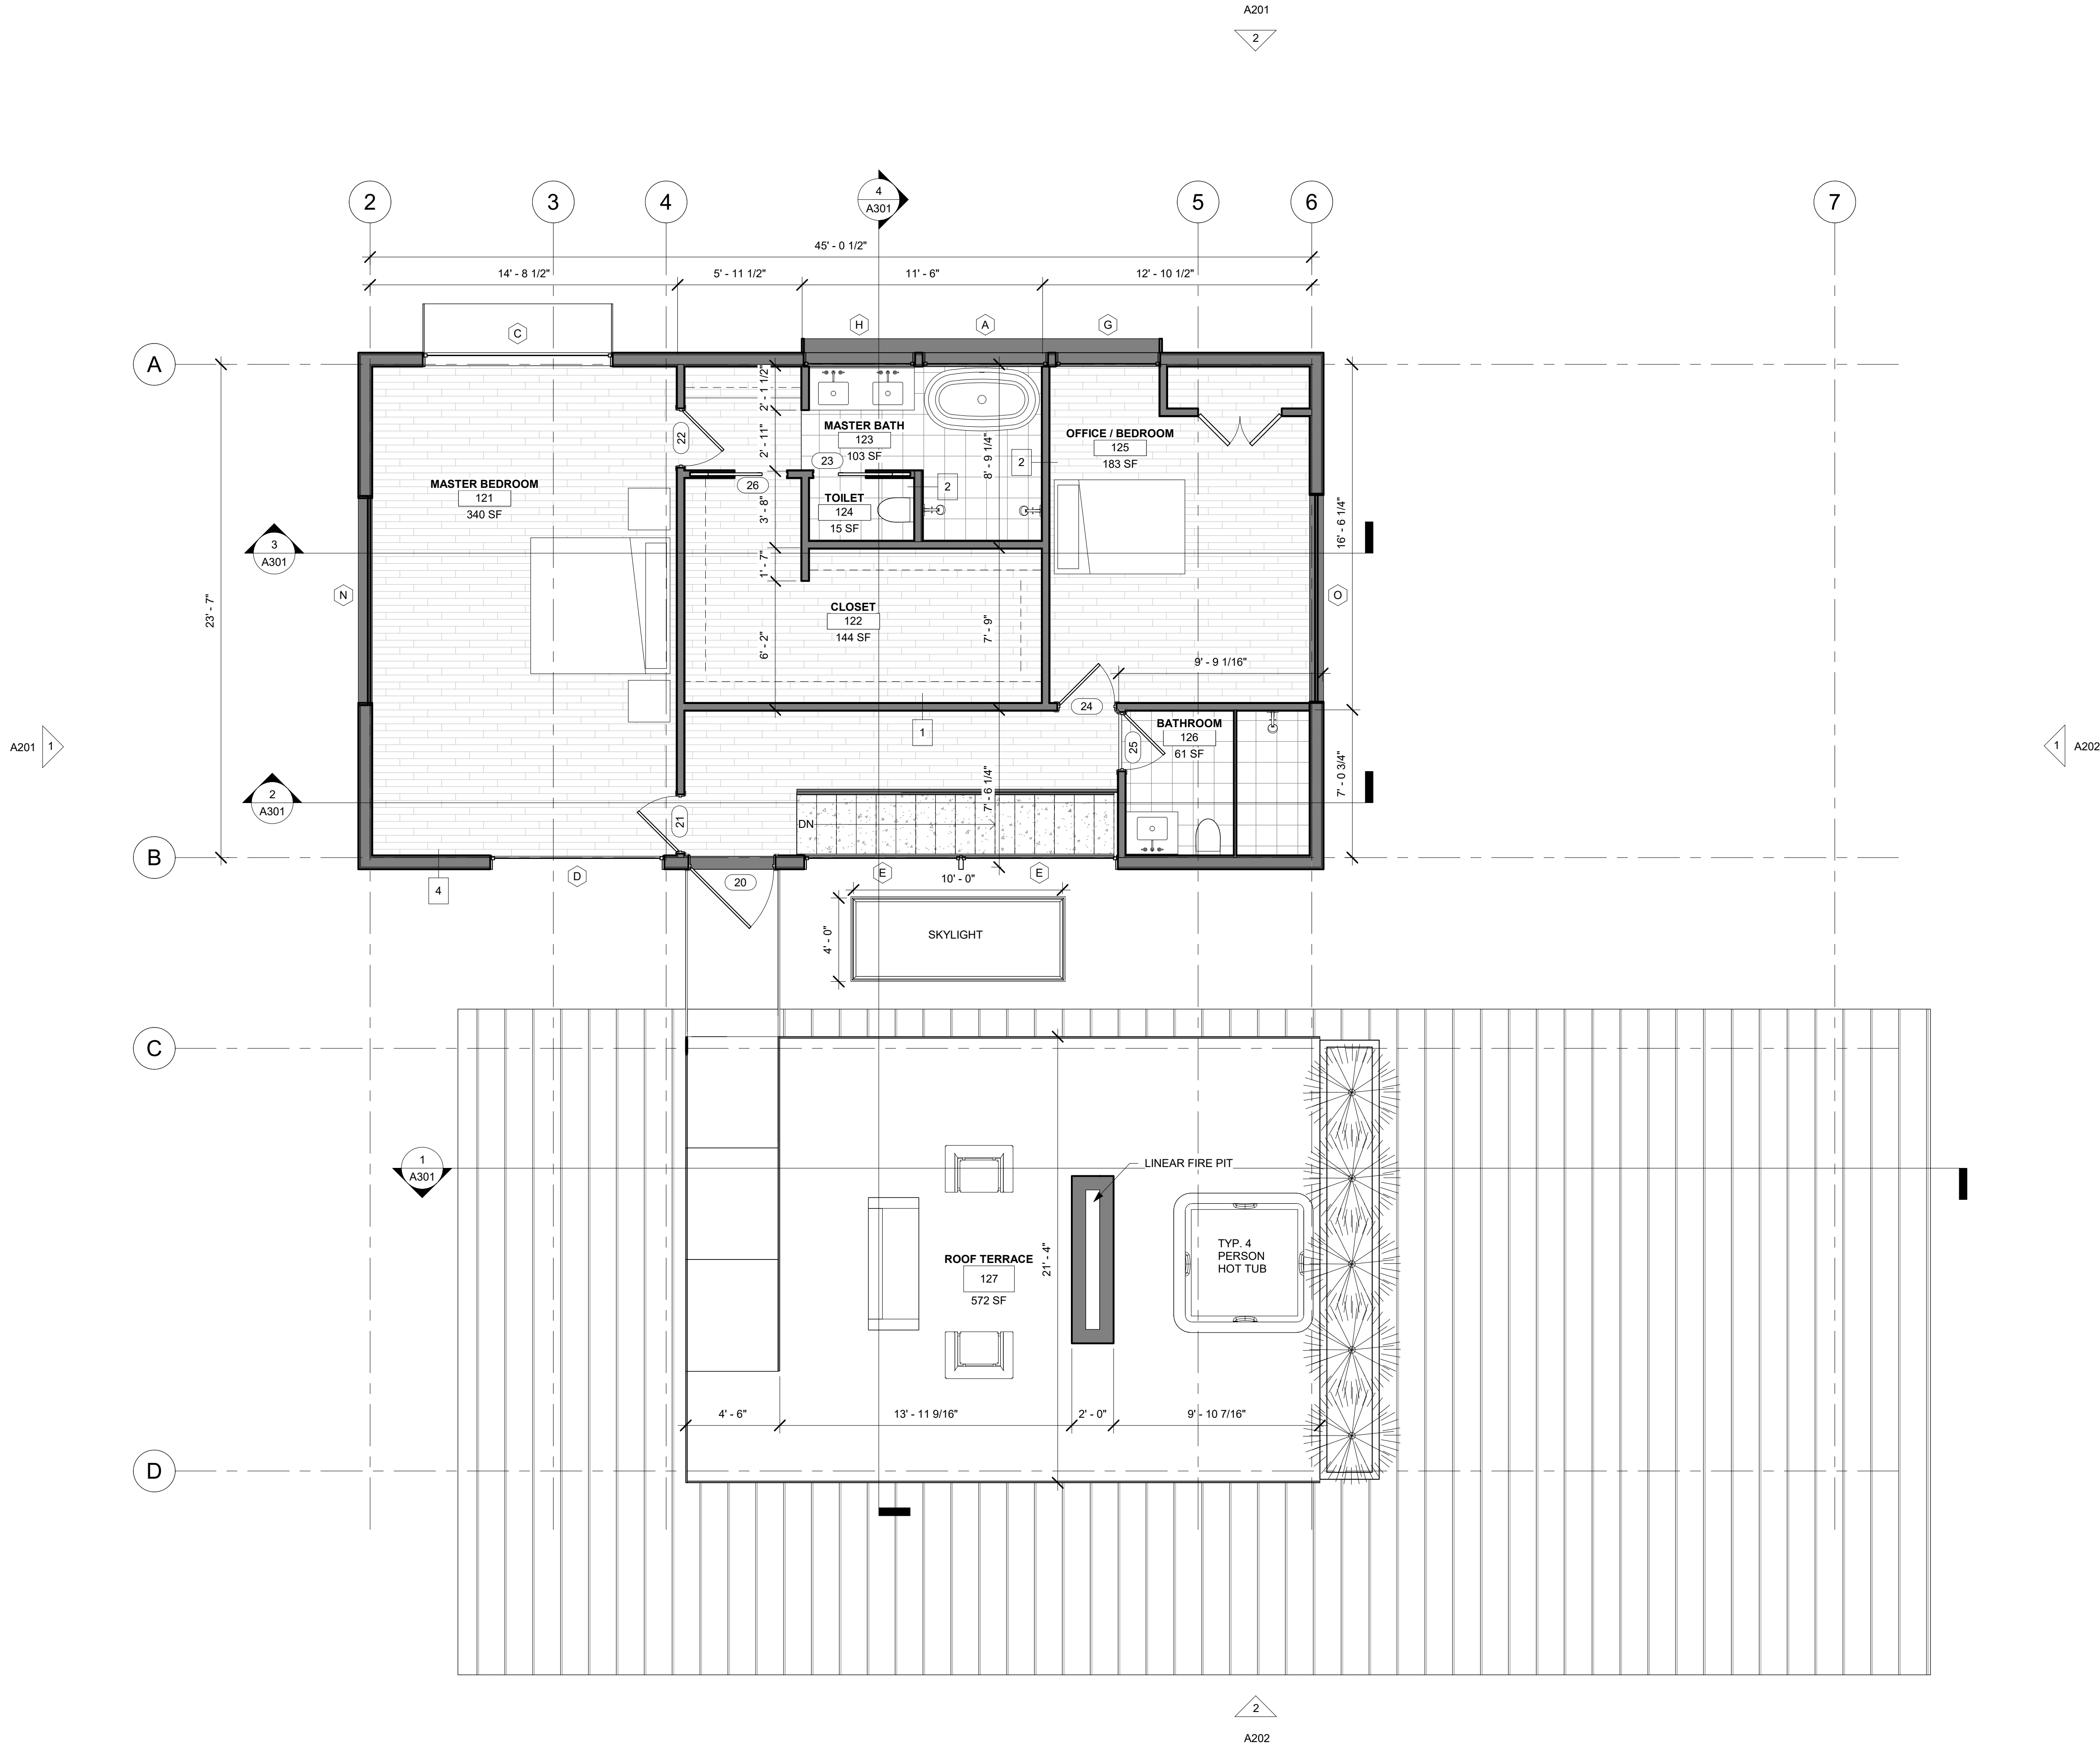 A201
2
2
3
4
4
A301
5
6
7
45' - 0 1/2"
14' - 8 1/2"
5' - 11 1/2"
11' - 6"
12' - 10 1/2"
C
H
A
G
A
2' - 1 1/2"
22
2' - 11"
MASTER BATH
123
103 SF
23
8' - 9 1/4"
OFFICE / BEDROOM
125
183 SF
2
MASTER BEDROOM
121
340 SF
26
3' - 8"
TOILET
124
15 SF
2
16' - 6 1/4"
3
A301
1' - 7"
N
23' - 7"
CLOSET
122
144 SF
6' - 2"
7' - 9"
O
9' - 9 1/16"
24
1
BATHROOM
126
61 SF
25
A201
1
1
A202
2
A301
21
DN
7' - 6 1/4"
7' - 0 3/4"
B
4
D
20
E
10' - 0"
E
4' - 0"
SKYLIGHT
C
1
A301
LINEAR FIRE PIT
ROOF TERRACE
127
572 SF
21' - 4"
TYP. 4
PERSON
HOT TUB
4' - 6"
13' - 11 9/16"
2' - 0"
9' - 10 7/16"
D
2
A202